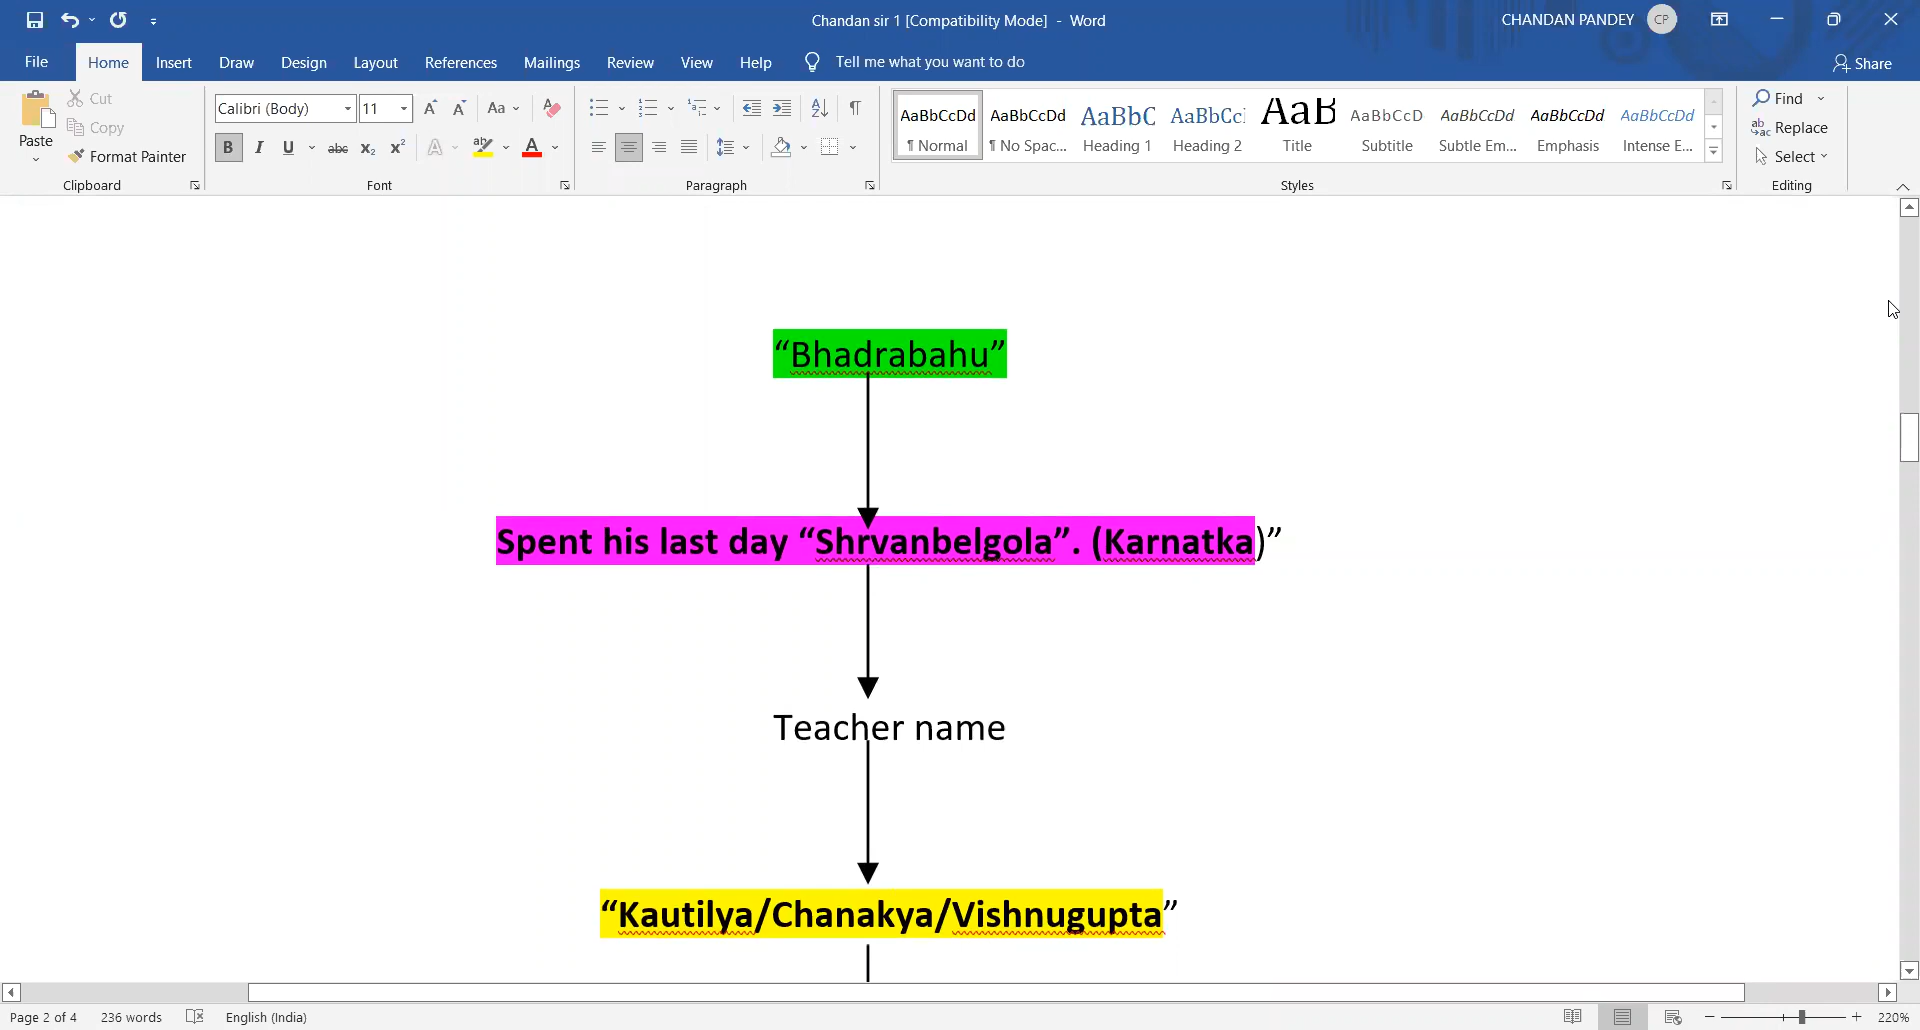 Chandan sir 1 [Compatibility Mode] - Word
CHANDAN PANDEY CP
File Home Insert Draw Design Layout References Mailings Review View Help Tell me what you want to do Share
Paste
Cut
Copy
Format Painter
Clipboard
Calibri (Body) 11
Font
Paragraph
AaBbCcDd AaBbCcDd AaBbC AaBbCc AaB AaBbCcD AaBbCcDd AaBbCcDd AaBbCcDd
¶ Normal ¶ No Spac... Heading 1 Heading 2 Title Subtitle Subtle Em... Emphasis Intense E...
Styles
Find
Replace
Select
Editing
“Bhadrabahu”
Spent his last day “Shrvanbelgola”. (Karnatka)”
Teacher name
“Kautilya/Chanakya/Vishnugupta”
Page 2 of 4 236 words English (India) 220%